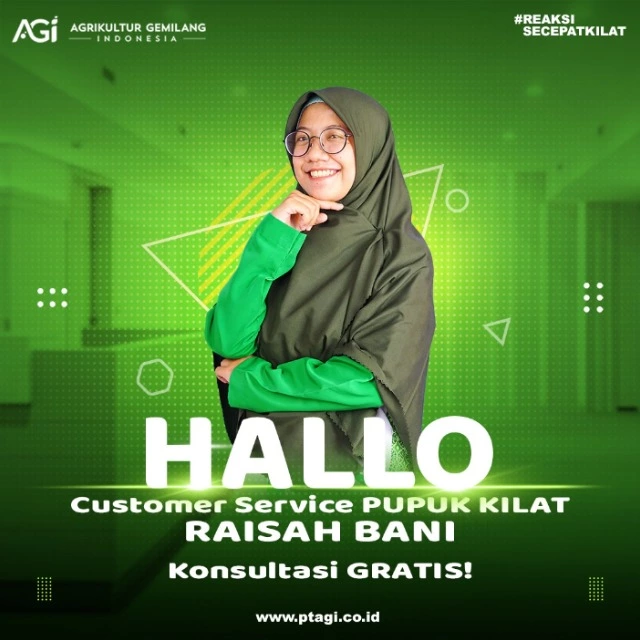 AGi
AGRIKULTUR GEMILANG
INDONESIA
#REAKSI
SECEPATKILAT
HALLO
Customer Service PUPUK KILAT
RAISAH BANI
Konsultasi GRATIS!
www.ptagi.co.id